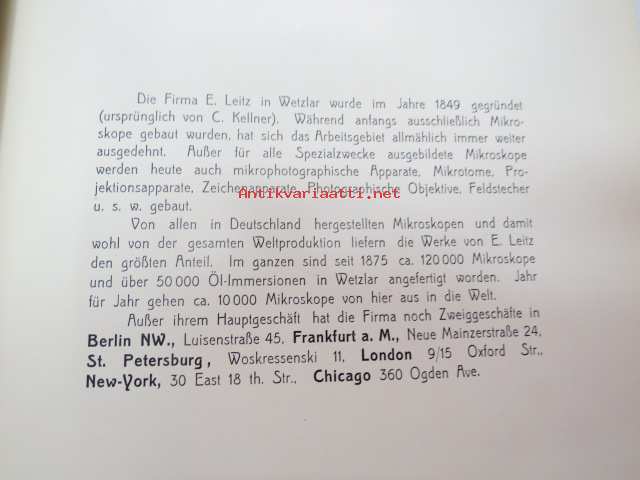 Die Firma E. Leitz in Wetzlar wurde im Jahre 1849 gegründet
(ursprünglich von C. Kellner). Während anfangs ausschließlich Mikro-
skope gebaut wurden, hat sich das Arbeitsgebiet allmählich immer weiter
ausgedehnt. Außer für alle Spezialzwecke ausgebildete Mikroskope
werden heute auch mikrophotographische Apparate, Mikrotome, Pro-
jektionsapparate, Zeichenapparate, Photographische Objektive, Feldstecher
Antikvariaatti.net
u. s. w. gebaut.
Von allen in Deutschland hergestellten Mikroskopen und damit
wohl von der gesamten Weltproduktion liefern die Werke von E. Leitz
den größten Anteil. Im ganzen sind seit 1875 ca. 120 000 Mikroskope
und über 50 000 Öl-Immersionen in Wetzlar angefertigt worden. Jahr
für Jahr gehen ca. 10 000 Mikroskope von hier aus in die Welt.
Außer ihrem Hauptgeschäft hat die Firma noch Zweiggeschäfte in
Berlin NW., Luisenstraße 45, Frankfurt a. M., Neue Mainzerstraße 24,
St. Petersburg, Woskressenski 11, London 9/15 Oxford Str.,
New-York, 30 East 18 th. Str., Chicago 360 Ogden Ave.